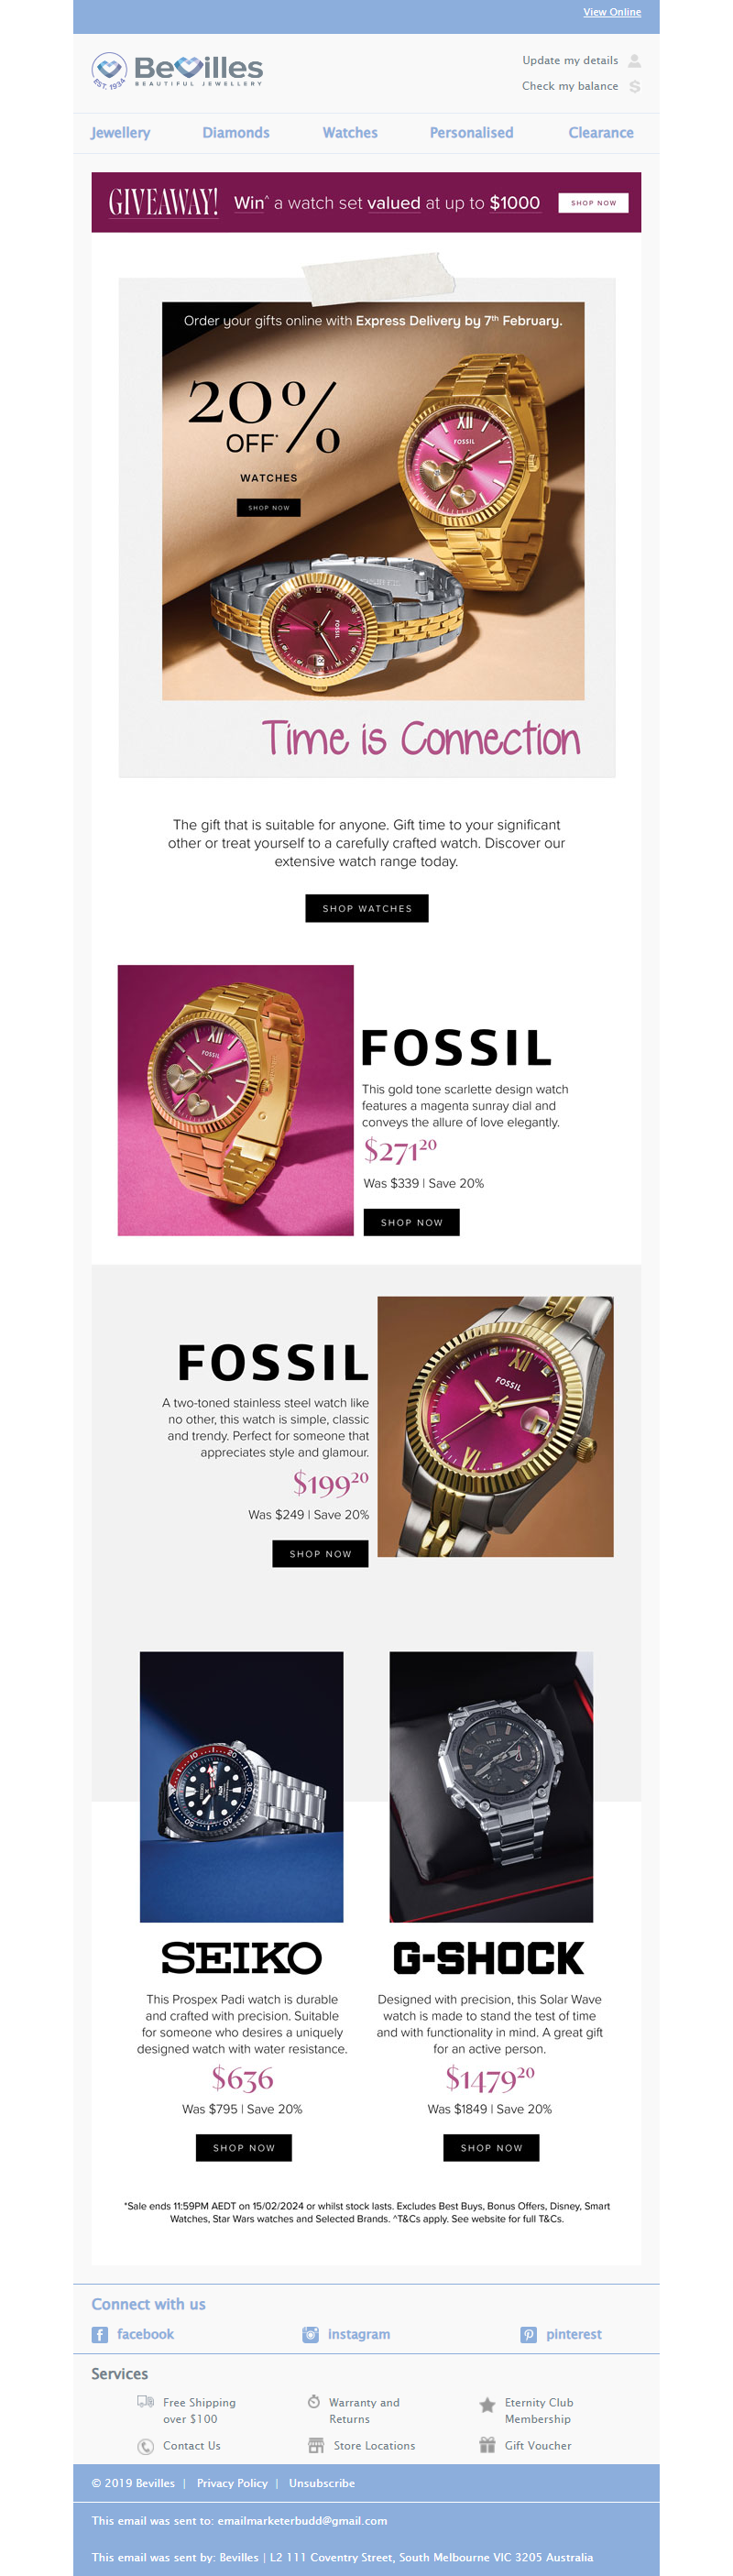 View Online
BeVilles
BEAUTIFUL JEWELLERY
EST. 1934
Update my details
Check my balance
Jewellery Diamonds Watches Personalised Clearance
GIVEAWAY! Win^ a watch set valued at up to $1000 SHOP NOW
Order your gifts online with Express Delivery by 7th February.
20%
OFF*
WATCHES
SHOP NOW
FOSSIL
FOSSIL
Time is Connection
The gift that is suitable for anyone. Gift time to your significant
other or treat yourself to a carefully crafted watch. Discover our
extensive watch range today.
SHOP WATCHES
FOSSIL
FOSSIL
This gold tone scarlette design watch
features a magenta sunray dial and
conveys the allure of love elegantly.
$27120
Was $339 | Save 20%
SHOP NOW
FOSSIL
FOSSIL
A two-toned stainless steel watch like
no other, this watch is simple, classic
and trendy. Perfect for someone that
appreciates style and glamour.
$19920
Was $249 | Save 20%
SHOP NOW
SEIKO
This Prospex Padi watch is durable
and crafted with precision. Suitable
for someone who desires a uniquely
designed watch with water resistance.
$636
Was $795 | Save 20%
SHOP NOW
G-SHOCK
Designed with precision, this Solar Wave
watch is made to stand the test of time
and with functionality in mind. A great gift
for an active person.
$147920
Was $1849 | Save 20%
SHOP NOW
*Sale ends 11:59PM AEDT on 15/02/2024 or whilst stock lasts. Excludes Best Buys, Bonus Offers, Disney, Smart
Watches, Star Wars watches and Selected Brands. ^T&Cs apply. See website for full T&Cs.
Connect with us
facebook instagram pinterest
Services
Free Shipping
over $100
Warranty and
Returns
Eternity Club
Membership
Contact Us
Store Locations
Gift Voucher
© 2019 Bevilles | Privacy Policy | Unsubscribe
This email was sent to: emailmarketerbudd@gmail.com
This email was sent by: Bevilles | L2 111 Coventry Street, South Melbourne VIC 3205 Australia